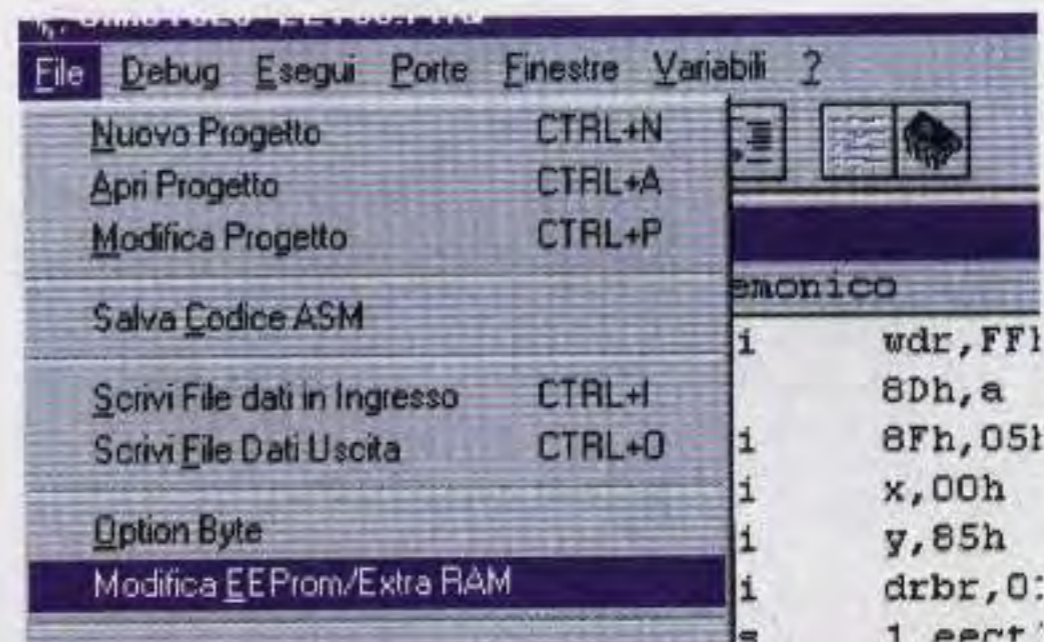 File Debug Esegui Porte Finestre Variabili ?
Nuovo Progetto CTRL+N
Apri Progetto CTRL+A
Modifica Progetto CTRL+P
Salva Codice ASM
Scrivi File dati in Ingresso CTRL+I
Scrivi File Dati Uscita CTRL+O
Option Byte
Modifica EEProm/Extra RAM
emonico
i wdr,FFh
8Dh,a
i 8Fh,05h
i x,00h
i y,85h
i drbr,0